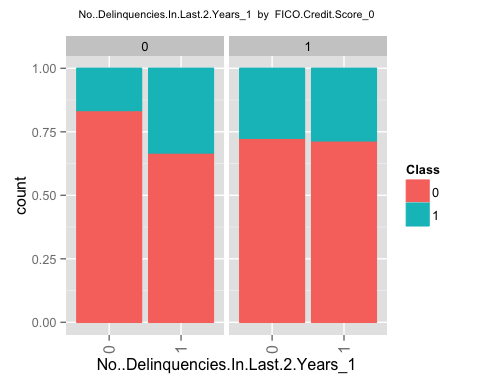 No..Delinquencies.In.Last.2.Years_1 by FICO.Credit.Score_0
0 1
1.00
0.75
0.50
0.25
0.00
count
0 1 0 1
No..Delinquencies.In.Last.2.Years_1
Class
0
1